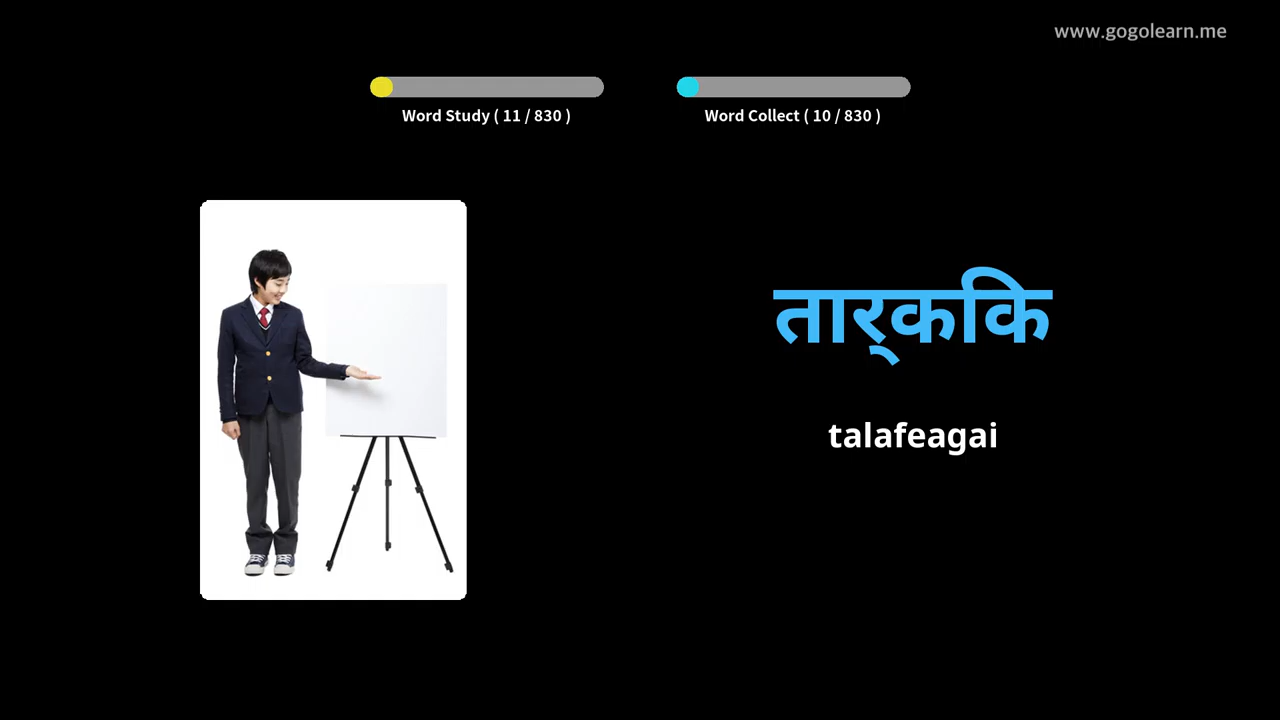 www.gogolearn.me
Word Study ( 11 / 830 )
Word Collect ( 10 / 830 )
तार्‌ककि
talafeagai